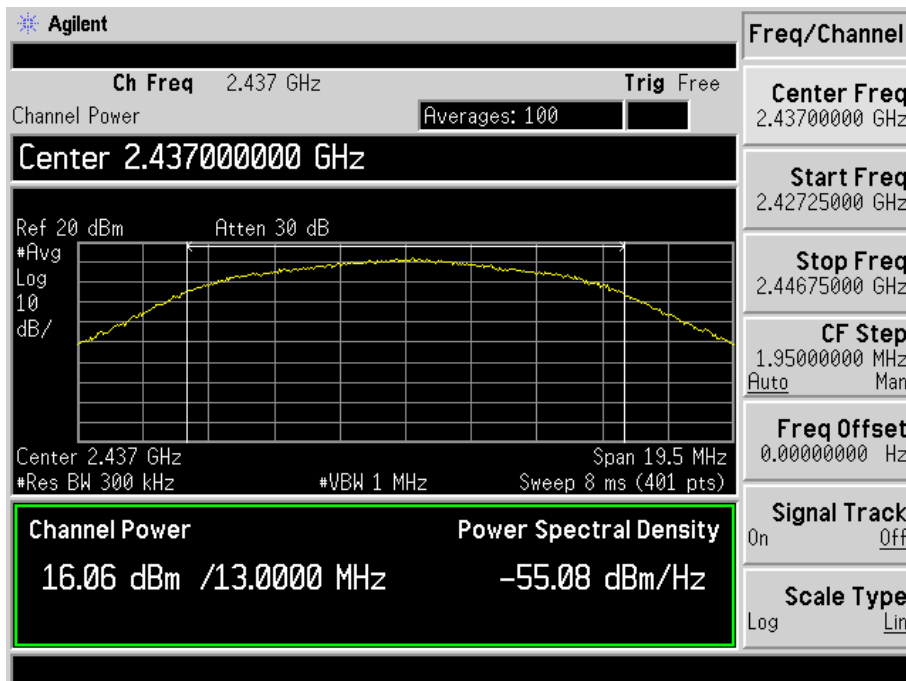 Agilent
Freq/Channel
Ch Freq 2.437 GHz Trig Free
Channel Power Averages: 100
Center 2.437000000 GHz
Ref 20 dBm Atten 30 dB
#Avg
Log
10
dB/
Center 2.437 GHz Span 19.5 MHz
#Res BW 300 kHz #VBW 1 MHz Sweep 8 ms (401 pts)
Channel Power Power Spectral Density
16.06 dBm /13.0000 MHz -55.08 dBm/Hz
Center Freq
2.43700000 GHz
Start Freq
2.42725000 GHz
Stop Freq
2.44675000 GHz
CF Step
1.95000000 MHz
Auto Man
Freq Offset
0.00000000 Hz
Signal Track
On Off
Scale Type
Log Lin